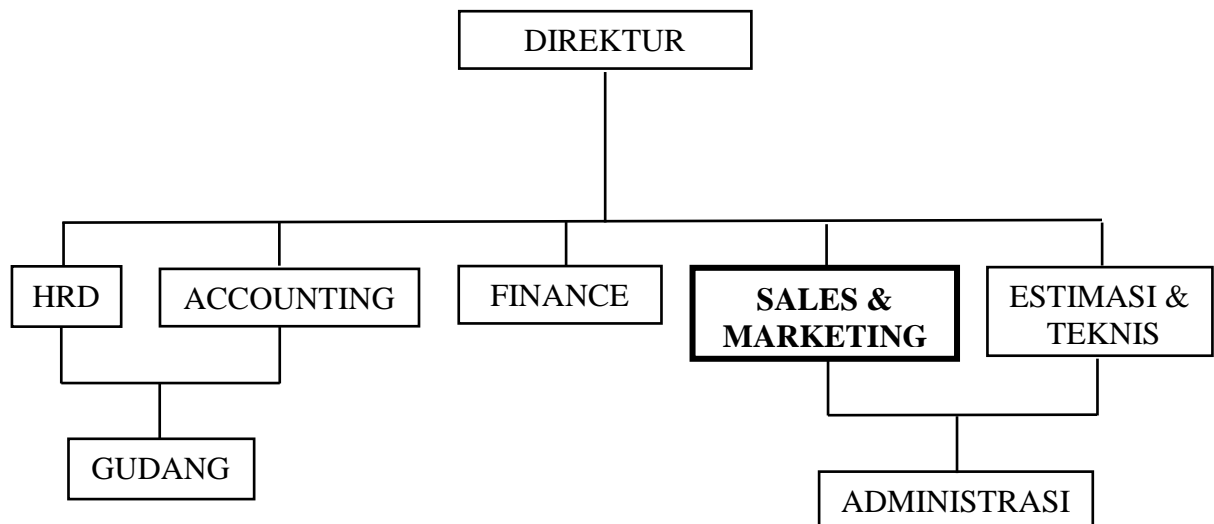 DIREKTUR
HRD
ACCOUNTING
FINANCE
SALES &
MARKETING
ESTIMASI &
TEKNIS
GUDANG
ADMINISTRASI